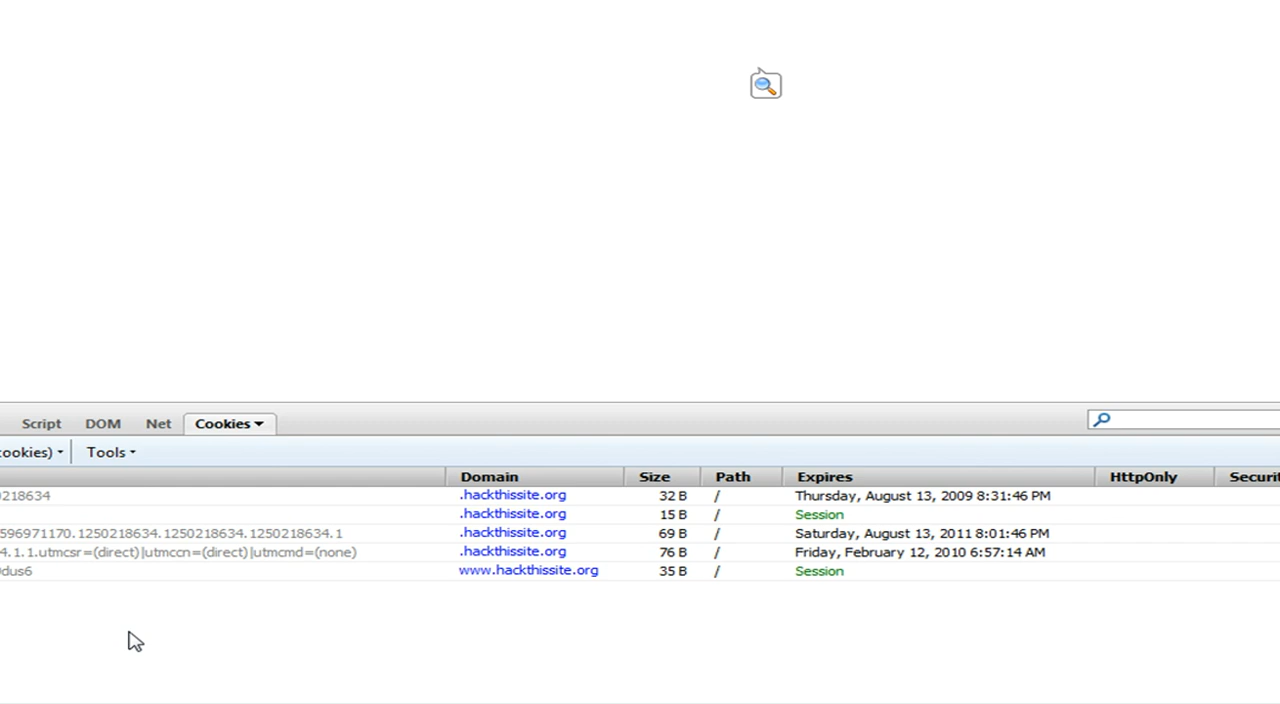 Script DOM Net Cookies
cookies) Tools
Domain Size Path Expires HttpOnly Securi
0218634 .hackthissite.org 32 B / Thursday, August 13, 2009 8:31:46 PM
.hackthissite.org 15 B / Session
596971170.1250218634.1250218634.1250218634.1 .hackthissite.org 69 B / Saturday, August 13, 2011 8:01:46 PM
4.1.1.utmcsr=(direct)|utmccn=(direct)|utmcmd=(none) .hackthissite.org 76 B / Friday, February 12, 2010 6:57:14 AM
dus6 www.hackthissite.org 35 B / Session